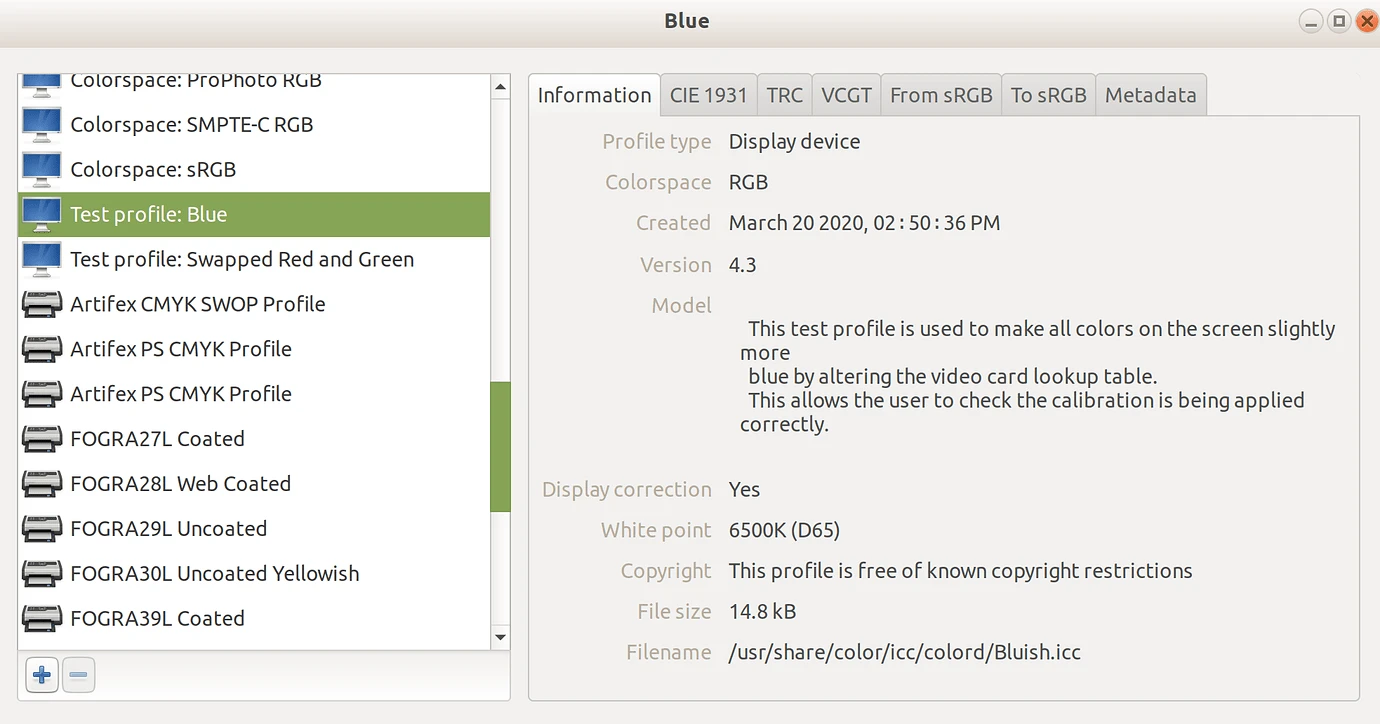 Blue
Colorspace: ProPhoto RGB
Colorspace: SMPTE-C RGB
Colorspace: sRGB
Test profile: Blue
Test profile: Swapped Red and Green
Artifex CMYK SWOP Profile
Artifex PS CMYK Profile
Artifex PS CMYK Profile
FOGRA27L Coated
FOGRA28L Web Coated
FOGRA29L Uncoated
FOGRA30L Uncoated Yellowish
FOGRA39L Coated
Information CIE 1931 TRC VCGT From sRGB To sRGB Metadata
Profile type Display device
Colorspace RGB
Created March 20 2020, 02:50:36 PM
Version 4.3
Model
This test profile is used to make all colors on the screen slightly
more
blue by altering the video card lookup table.
This allows the user to check the calibration is being applied
correctly.
Display correction Yes
White point 6500K (D65)
Copyright This profile is free of known copyright restrictions
File size 14.8 kB
Filename /usr/share/color/icc/colord/Bluish.icc